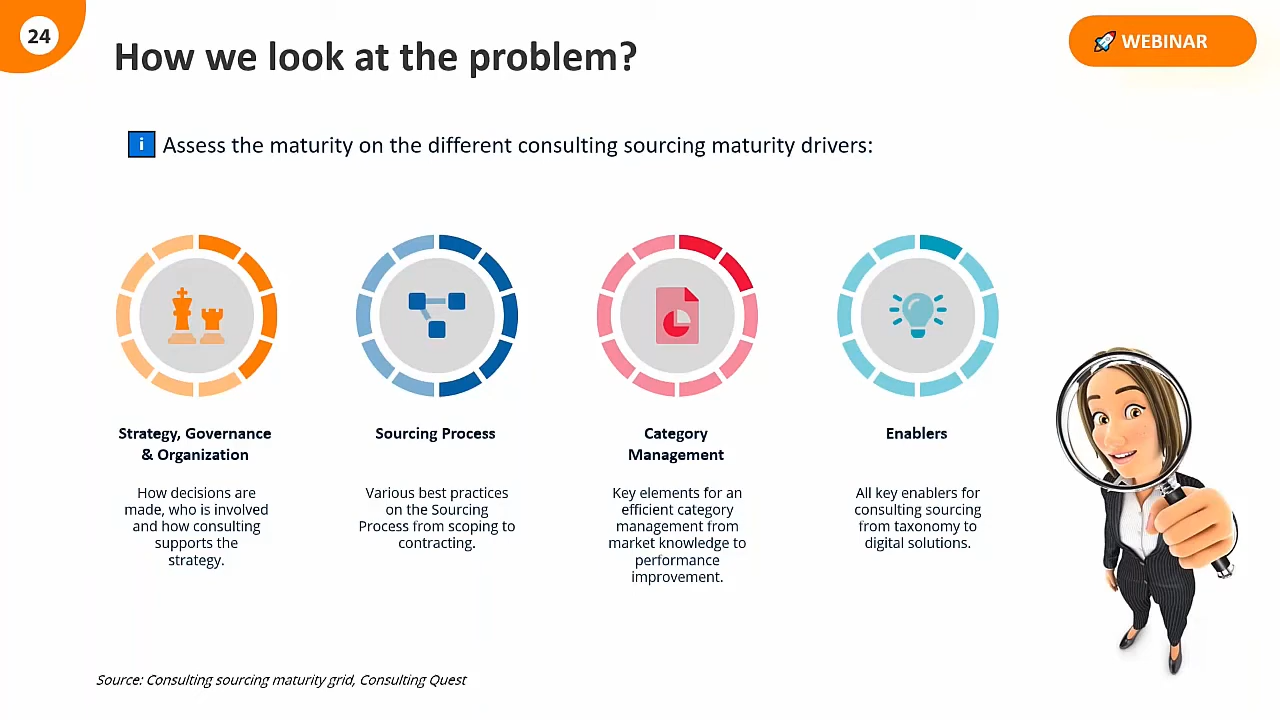 24
How we look at the problem?
WEBINAR
i
Assess the maturity on the different consulting sourcing maturity drivers:
Strategy, Governance
& Organization
How decisions are
made, who is involved
and how consulting
supports the
strategy.
Sourcing Process
Various best practices
on the Sourcing
Process from scoping to
contracting.
Category
Management
Key elements for an
efficient category
management from
market knowledge to
performance
improvement.
Enablers
All key enablers for
consulting sourcing
from taxonomy to
digital solutions.
Source: Consulting sourcing maturity grid, Consulting Quest